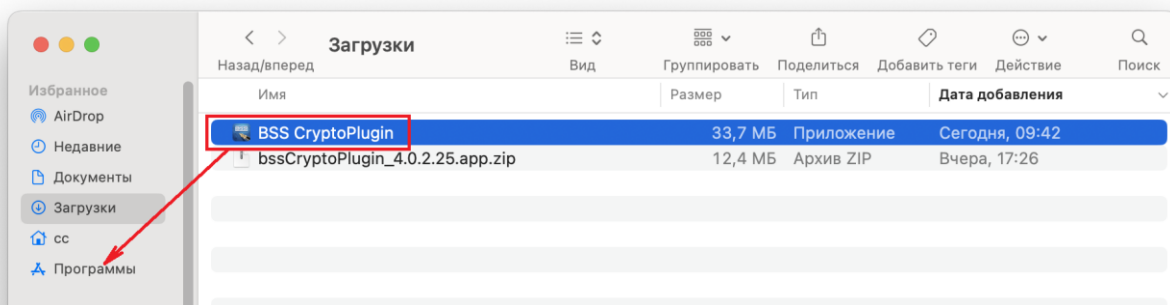 Загрузки
Назад/вперед Вид Группировать Поделиться Добавить теги Действие Поиск
Избранное
AirDrop
Недавние
Документы
Загрузки
сс
Программы
Имя Размер Тип Дата добавления
BSS CryptoPlugin 33,7 МБ Приложение Сегодня, 09:42
bssCryptoPlugin_4.0.2.25.app.zip 12,4 МБ Архив ZIP Вчера, 17:26